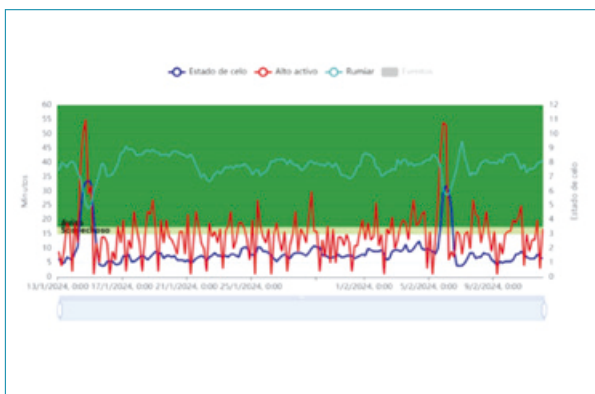 Estado de celo Alto activo Rumiar Eventos
60 12
55 11
50 10
45 9
40 8
35 7
30 6
25 5
20 4
15 3
10 2
5 1
0 0
Minutos
Estado de celo
Sospechoso
13/1/2024, 0:00 17/1/2024, 0:00 21/1/2024, 0:00 25/1/2024, 0:00 1/2/2024, 0:00 5/2/2024, 0:00 9/2/2024, 0:00